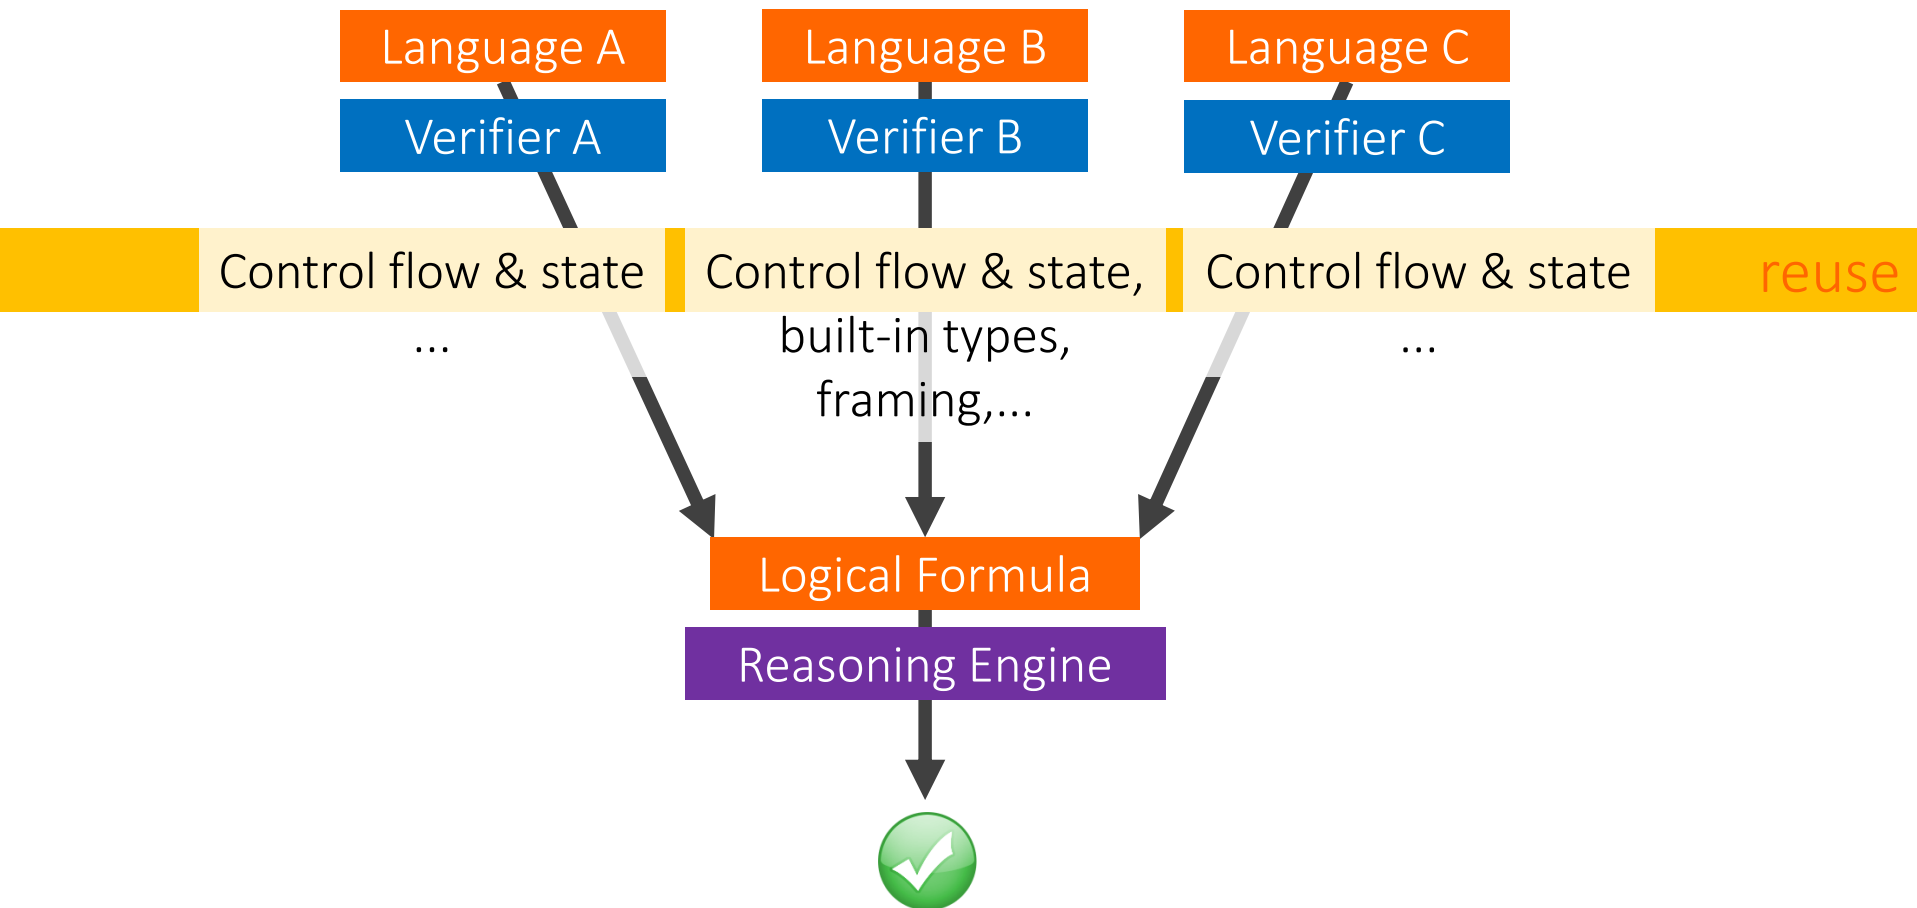 Language A
Language B
Language C
Verifier A
Verifier B
Verifier C
Control flow & state
Control flow & state,
Control flow & state
reuse
...
built-in types,
...
framing,...
Logical Formula
Reasoning Engine